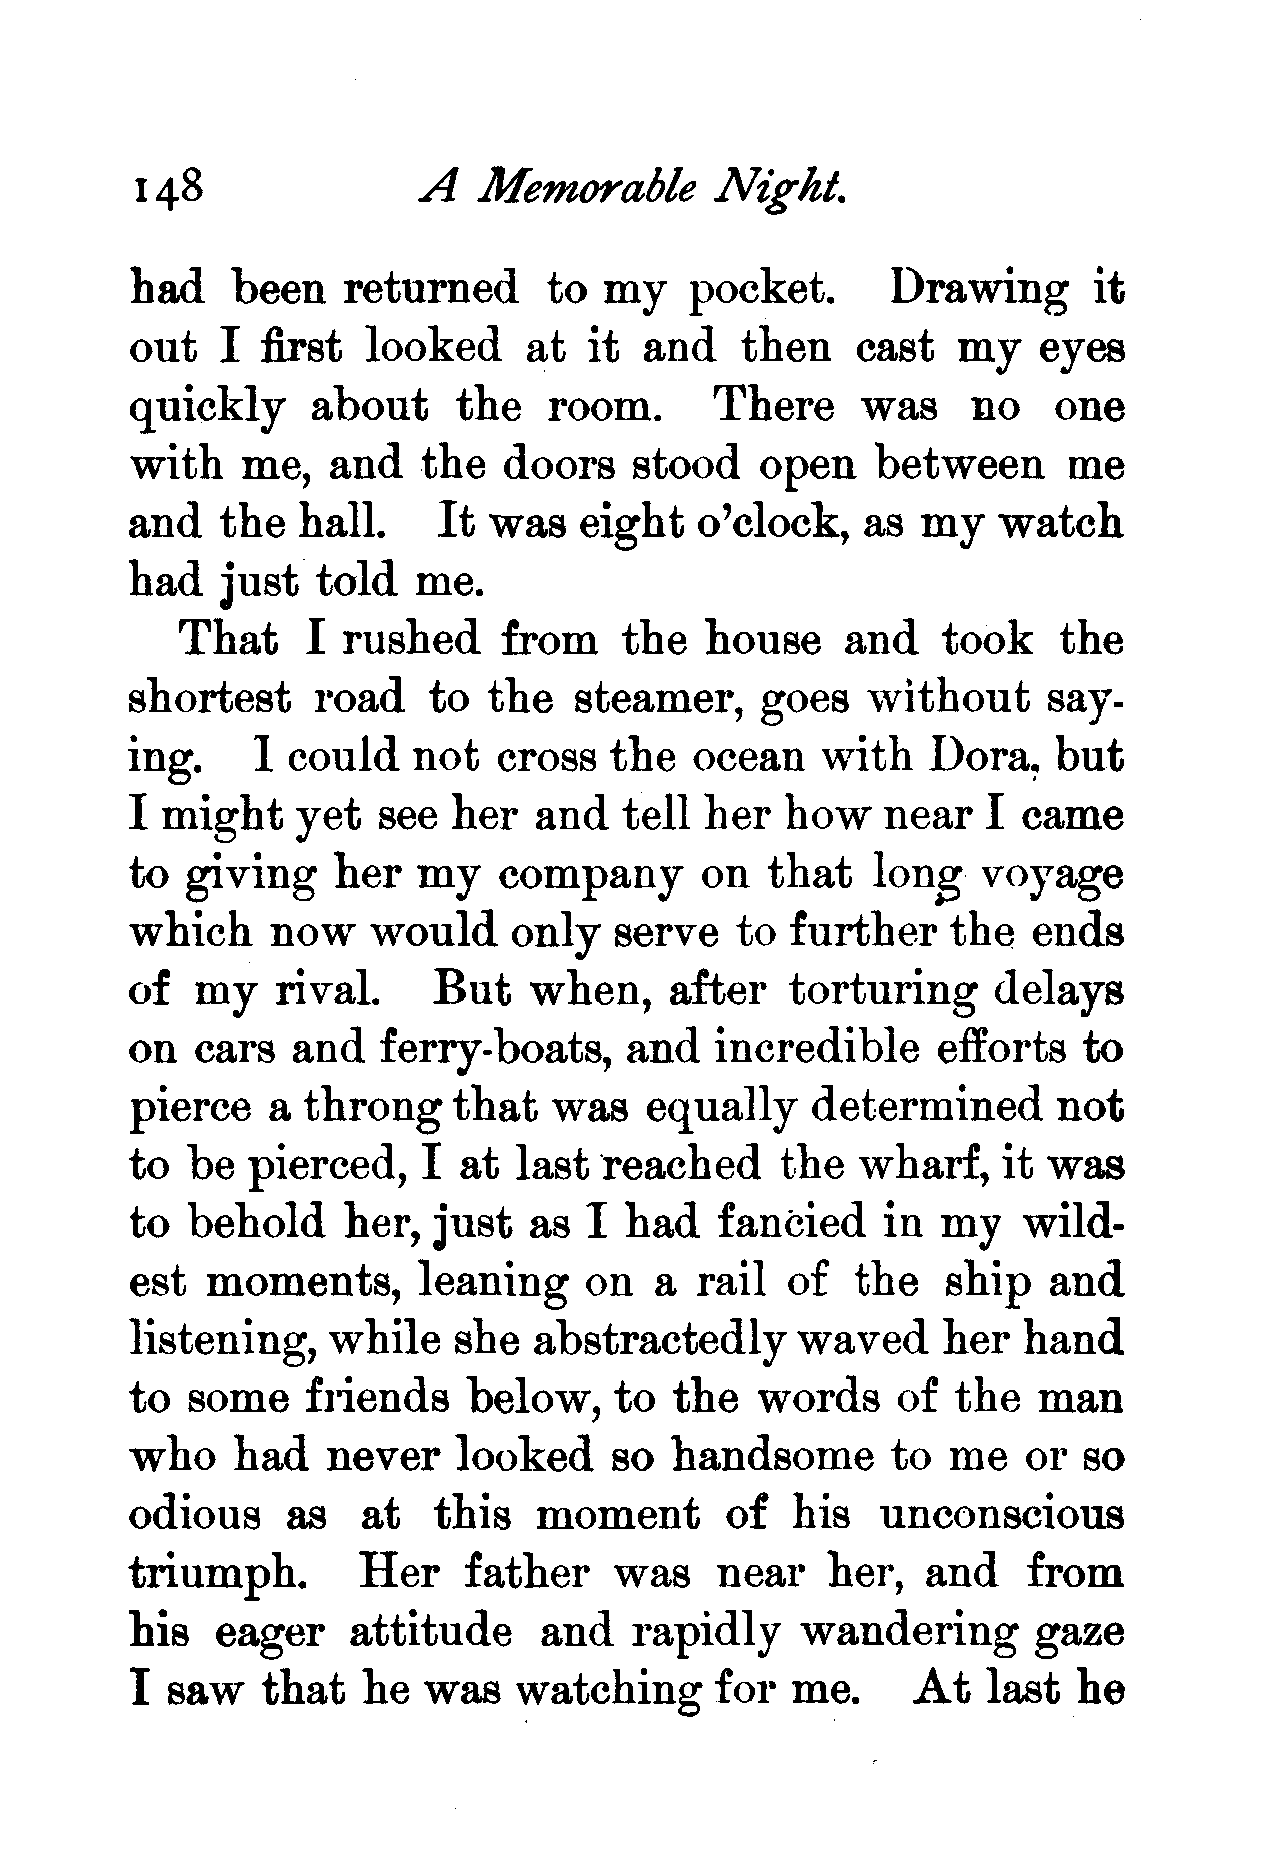 148 A Memorable Night.
had been returned to my pocket. Drawing it
out I first looked at it and then cast my eyes
quickly about the room. There was no one
with me, and the doors stood open between me
and the hall. It was eight o'clock, as my watch
had just told me.
That I rushed from the house and took the
shortest road to the steamer, goes without say-
ing. I could not cross the ocean with Dora, but
I might yet see her and tell her how near I came
to giving her my company on that long voyage
which now would only serve to further the ends
of my rival. But when, after torturing delays
on cars and ferry-boats, and incredible efforts to
pierce a throng that was equally determined not
to be pierced, I at last reached the wharf, it was
to behold her, just as I had fancied in my wild-
est moments, leaning on a rail of the ship and
listening, while she abstractedly waved her hand
to some friends below, to the words of the man
who had never looked so handsome to me or so
odious as at this moment of his unconscious
triumph. Her father was near her, and from
his eager attitude and rapidly wandering gaze
I saw that he was watching for me. At last he